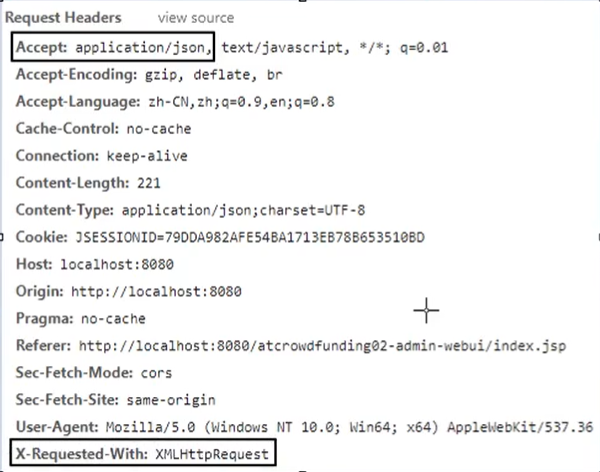 Request Headers view source
Accept: application/json, text/javascript, */*; q=0.01
Accept-Encoding: gzip, deflate, br
Accept-Language: zh-CN,zh;q=0.9,en;q=0.8
Cache-Control: no-cache
Connection: keep-alive
Content-Length: 221
Content-Type: application/json;charset=UTF-8
Cookie: JSESSIONID=79DDA982AFE54BA1713EB78B653510BD
Host: localhost:8080
Origin: http://localhost:8080
Pragma: no-cache
Referer: http://localhost:8080/atcrowdfunding02-admin-webui/index.jsp
Sec-Fetch-Mode: cors
Sec-Fetch-Site: same-origin
User-Agent: Mozilla/5.0 (Windows NT 10.0; Win64; x64) AppleWebKit/537.36
X-Requested-With: XMLHttpRequest